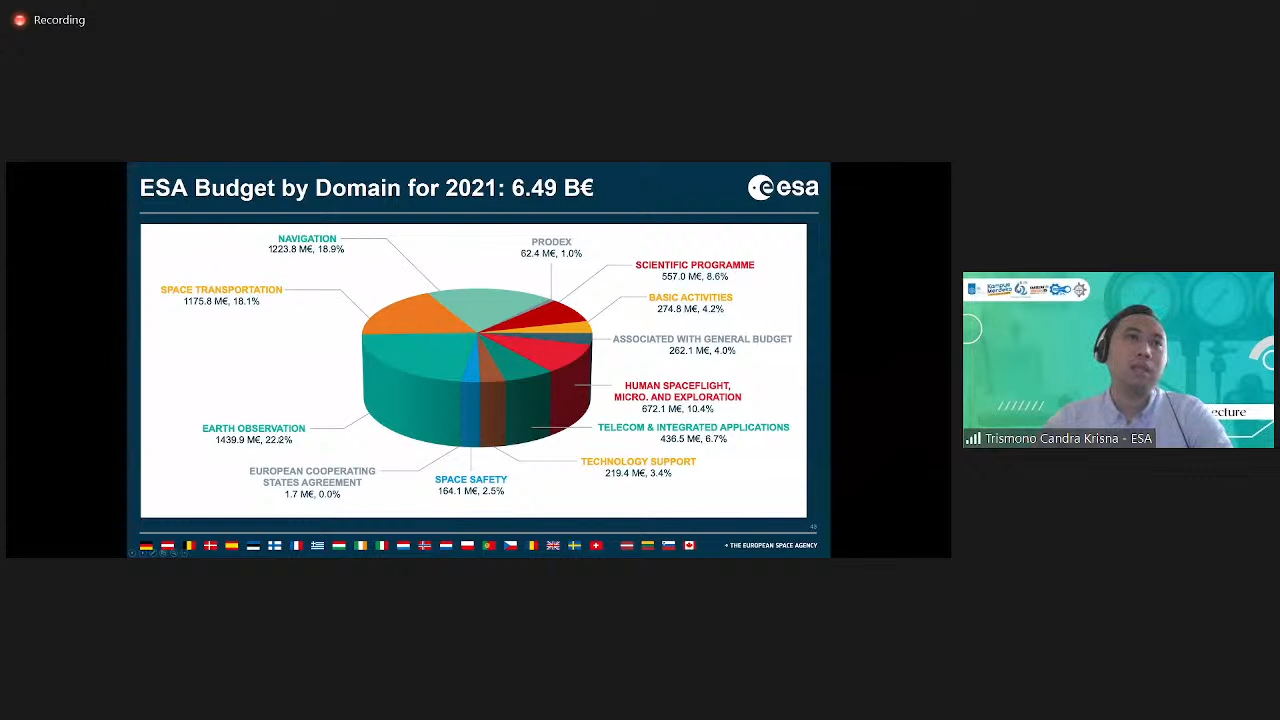 Recording
ESA Budget by Domain for 2021: 6.49 B€
esa
NAVIGATION
1223.8 M€, 18.9%
PRODEX
62.4 M€, 1.0%
SCIENTIFIC PROGRAMME
557.0 M€, 8.6%
SPACE TRANSPORTATION
1175.8 M€, 18.1%
BASIC ACTIVITIES
274.8 M€, 4.2%
ASSOCIATED WITH GENERAL BUDGET
262.1 M€, 4.0%
HUMAN SPACEFLIGHT,
MICRO. AND EXPLORATION
672.1 M€, 10.4%
EARTH OBSERVATION
1439.9 M€, 22.2%
TELECOM & INTEGRATED APPLICATIONS
436.5 M€, 6.7%
TECHNOLOGY SUPPORT
219.4 M€, 3.4%
EUROPEAN COOPERATING
STATES AGREEMENT
1.7 M€, 0.0%
SPACE SAFETY
164.1 M€, 2.5%
48
→ THE EUROPEAN SPACE AGENCY
Kampus
Merdeka
ecture
Trismono Candra Krisna - ESA